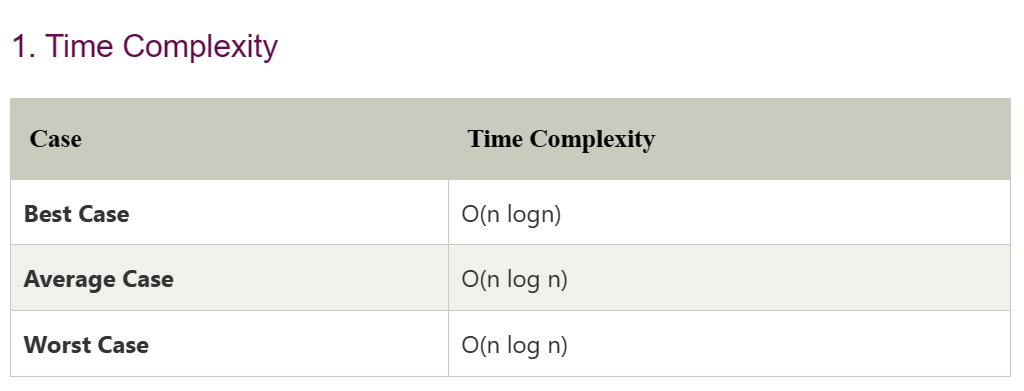 1. Time Complexity
Case Time Complexity
Best Case O(n logn)
Average Case O(n log n)
Worst Case O(n log n)